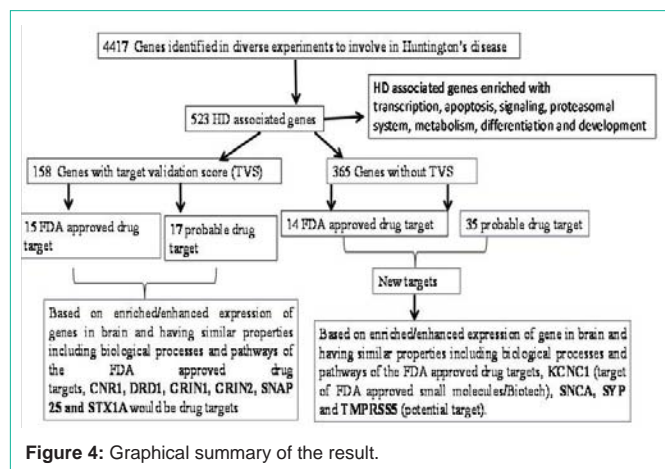 4417 Genes identified in diverse experiments to involve in Huntington's disease
HD associated genes enriched with
transcription, apoptosis, signaling, proteasomal
system, metabolism, differentiation and development
523 HD associated genes
158 Genes with target validation score (TVS)
365 Genes without TVS
15 FDA approved drug
target
17 probable drug
target
14 FDA approved drug target
35 probable drug target
New targets
Based on enriched/enhanced expression of
genes in brain and having similar properties
including biological processes and pathways of
the FDA approved drug
targets, CNR1, DRD1, GRIN1, GRIN2, SNAP
25 and STX1A would be drug targets
Based on enriched/enhanced expression of gene in brain and
having similar properties including biological processes and
pathways of the FDA approved drug targets, KCNC1 (target
of FDA approved small molecules/Biotech), SNCA, SYP
and TMPRSS5 (potential target).
Figure 4: Graphical summary of the result.